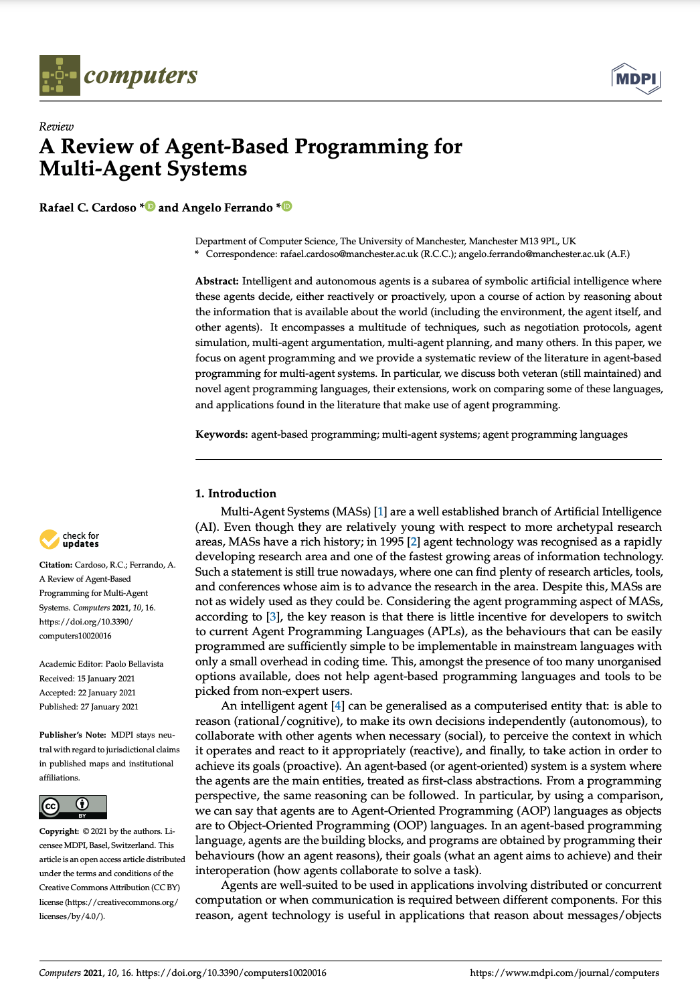 computers
MDPI
Review
A Review of Agent-Based Programming for
Multi-Agent Systems
Rafael C. Cardoso *iD and Angelo Ferrando *iD
Department of Computer Science, The University of Manchester, Manchester M13 9PL, UK
* Correspondence: rafael.cardoso@manchester.ac.uk (R.C.C.); angelo.ferrando@manchester.ac.uk (A.F.)
Abstract: Intelligent and autonomous agents is a subarea of symbolic artificial intelligence where
these agents decide, either reactively or proactively, upon a course of action by reasoning about
the information that is available about the world (including the environment, the agent itself, and
other agents). It encompasses a multitude of techniques, such as negotiation protocols, agent
simulation, multi-agent argumentation, multi-agent planning, and many others. In this paper, we
focus on agent programming and we provide a systematic review of the literature in agent-based
programming for multi-agent systems. In particular, we discuss both veteran (still maintained) and
novel agent programming languages, their extensions, work on comparing some of these languages,
and applications found in the literature that make use of agent programming.
Keywords: agent-based programming; multi-agent systems; agent programming languages
1. Introduction
Multi-Agent Systems (MASs) [1] are a well established branch of Artificial Intelligence
(AI). Even though they are relatively young with respect to more archetypal research
areas, MASs have a rich history; in 1995 [2] agent technology was recognised as a rapidly
developing research area and one of the fastest growing areas of information technology.
Such a statement is still true nowadays, where one can find plenty of research articles, tools,
and conferences whose aim is to advance the research in the area. Despite this, MASs are
not as widely used as they could be. Considering the agent programming aspect of MASs,
according to [3], the key reason is that there is little incentive for developers to switch
to current Agent Programming Languages (APLs), as the behaviours that can be easily
programmed are sufficiently simple to be implementable in mainstream languages with
only a small overhead in coding time. This, amongst the presence of too many unorganised
options available, does not help agent-based programming languages and tools to be
picked from non-expert users.
An intelligent agent [4] can be generalised as a computerised entity that: is able to
reason (rational/cognitive), to make its own decisions independently (autonomous), to
collaborate with other agents when necessary (social), to perceive the context in which
it operates and react to it appropriately (reactive), and finally, to take action in order to
achieve its goals (proactive). An agent-based (or agent-oriented) system is a system where
the agents are the main entities, treated as first-class abstractions. From a programming
perspective, the same reasoning can be followed. In particular, by using a comparison,
we can say that agents are to Agent-Oriented Programming (AOP) languages as objects
are to Object-Oriented Programming (OOP) languages. In an agent-based programming
language, agents are the building blocks, and programs are obtained by programming their
behaviours (how an agent reasons), their goals (what an agent aims to achieve) and their
interoperation (how agents collaborate to solve a task).
Agents are well-suited to be used in applications involving distributed or concurrent
computation or when communication is required between different components. For this
reason, agent technology is useful in applications that reason about messages/objects
check for
updates
Citation: Cardoso, R.C.; Ferrando, A.
A Review of Agent-Based
Programming for Multi-Agent
Systems. Computers 2021, 10, 16.
https://doi.org/10.3390/
computers10020016
Academic Editor: Paolo Bellavista
Received: 15 January 2021
Accepted: 22 January 2021
Published: 27 January 2021
Publisher's Note: MDPI stays neu-
tral with regard to jurisdictional claims
in published maps and institutional
affiliations.
cc
BY
Copyright: © 2021 by the authors. Li-
censee MDPI, Basel, Switzerland. This
article is an open access article distributed
under the terms and conditions of the
Creative Commons Attribution (CC BY)
license (https://creativecommons.org/
licenses/by/4.0/).
Computers 2021, 10, 16. https://doi.org/10.3390/computers10020016
https://www.mdpi.com/journal/computers